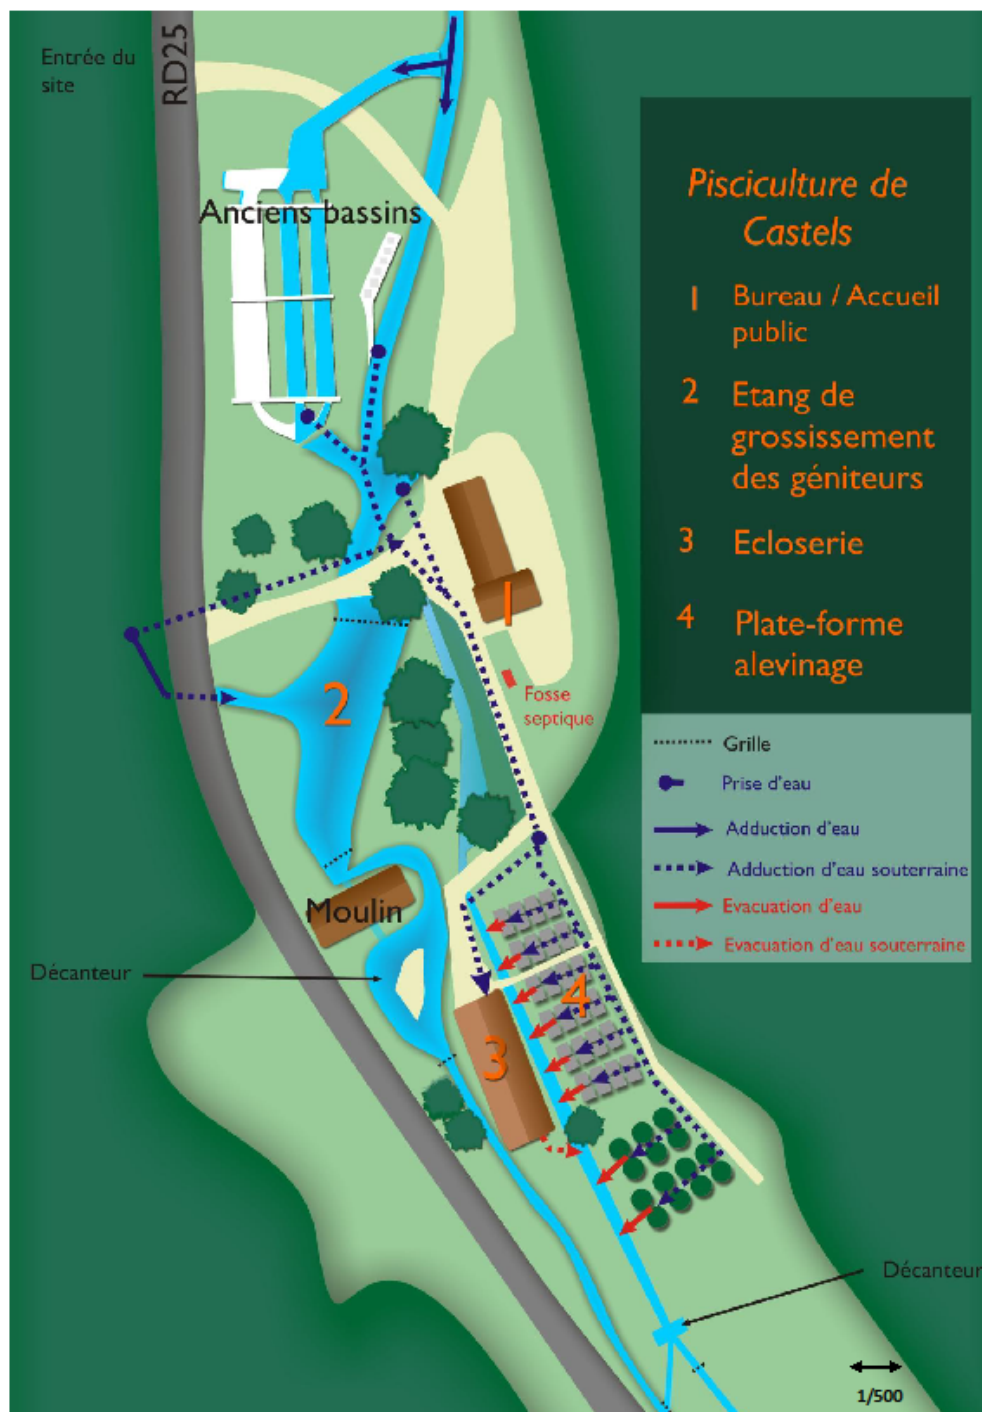 Entrée du
site
RD25
Anciens bassins
Pisciculture de
Castels
1 Bureau / Accueil
public
2 Etang de
grossissement
des géniteurs
3 Ecloserie
4 Plate-forme
alevinage
1
2
Fosse
septique
Grille
Prise d'eau
Adduction d'eau
Adduction d'eau souterraine
Evacuation d'eau
Evacuation d'eau souterraine
Moulin
Décanteur
4
3
Décanteur
1/500